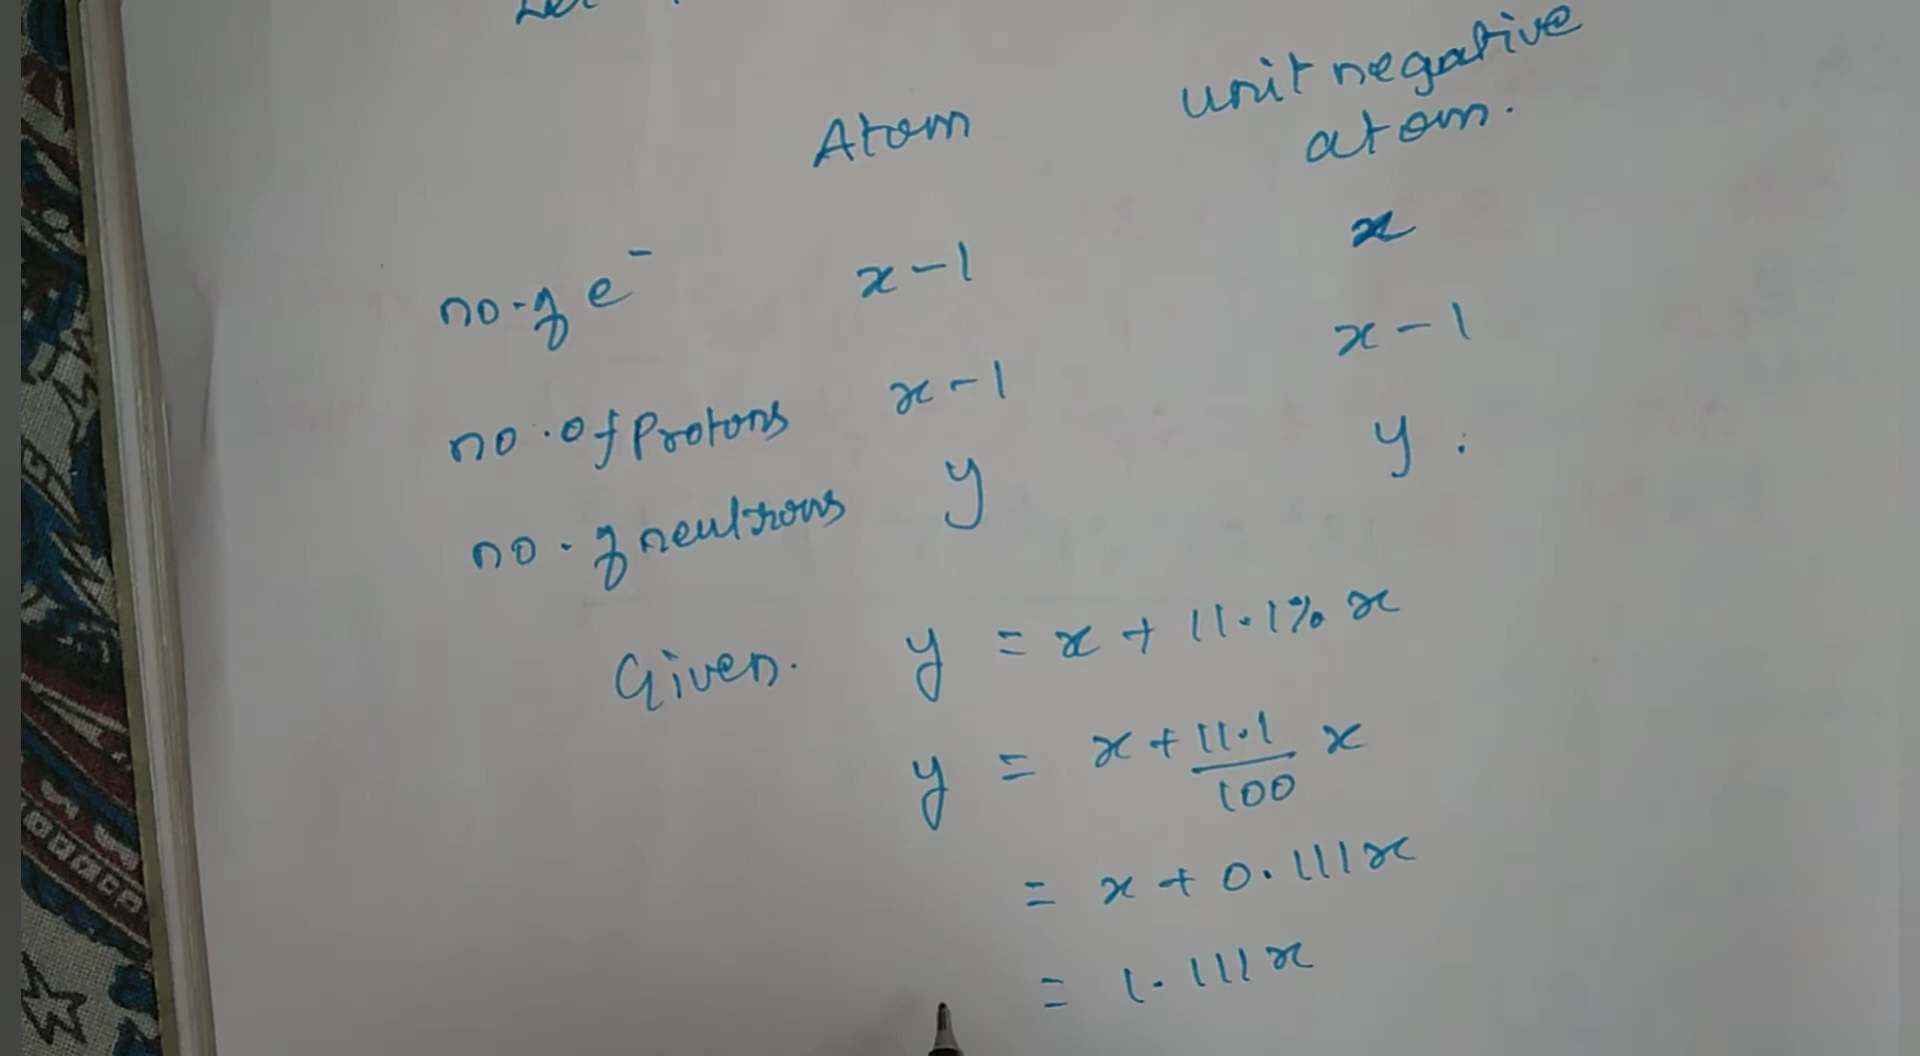 Let
Atom unit negative
atom.
no. of e⁻ x-1 x
no. of Protons x-1 x-1
no. of neutrons y y.
Given. y = x + 11.1% x
y = x + 11.1/100 x
= x + 0.111x
= 1.111x